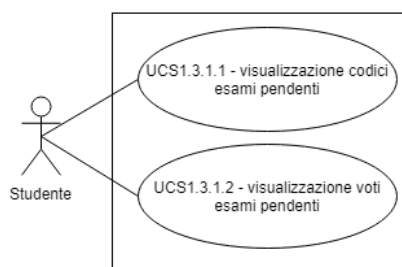 UCS1.3.1.1 - visualizzazione codici
esami pendenti
Studente
UCS1.3.1.2 - visualizzazione voti
esami pendenti